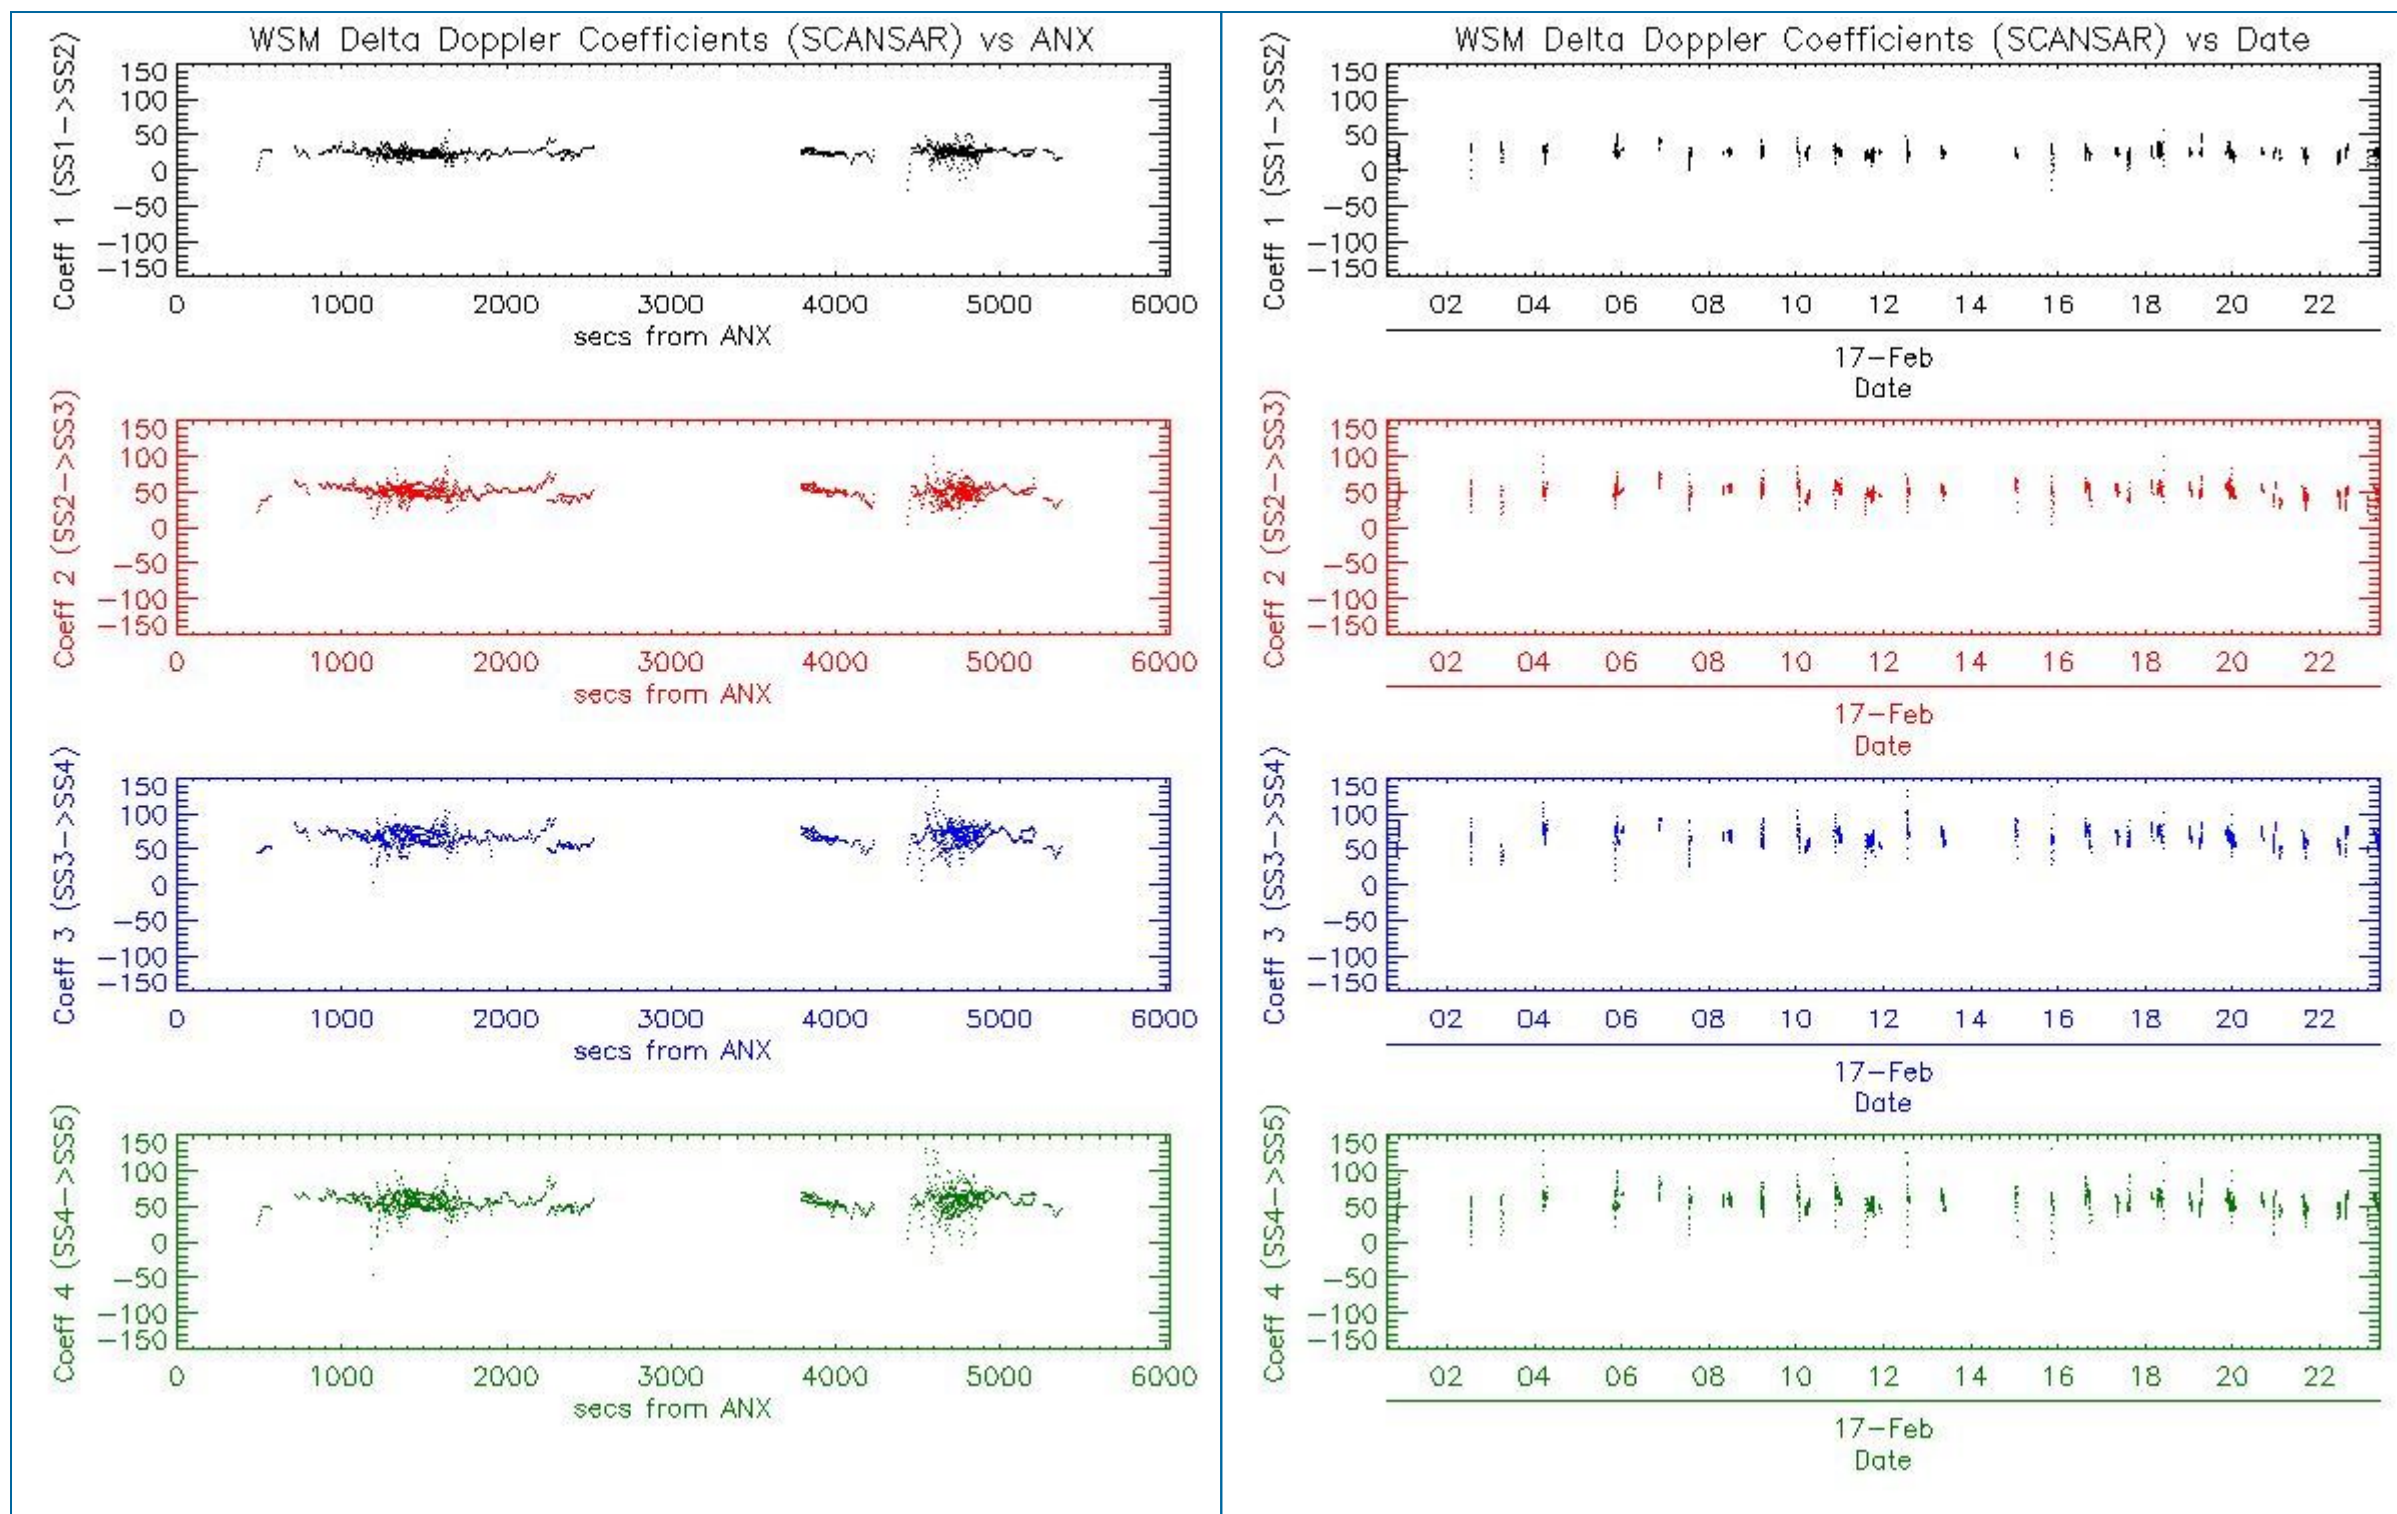 WSM Delta Doppler Coefficients (SCANSAR) vs ANX
Coeff 1 (SS1->SS2)
150
100
50
0
-50
-100
-150
0 1000 2000 3000 4000 5000 6000
secs from ANX
Coeff 2 (SS2->SS3)
150
100
50
0
-50
-100
-150
0 1000 2000 3000 4000 5000 6000
secs from ANX
Coeff 3 (SS3->SS4)
150
100
50
0
-50
-100
-150
0 1000 2000 3000 4000 5000 6000
secs from ANX
Coeff 4 (SS4->SS5)
150
100
50
0
-50
-100
-150
0 1000 2000 3000 4000 5000 6000
secs from ANX
WSM Delta Doppler Coefficients (SCANSAR) vs Date
Coeff 1 (SS1->SS2)
150
100
50
0
-50
-100
-150
02 04 06 08 10 12 14 16 18 20 22
17-Feb
Date
Coeff 2 (SS2->SS3)
150
100
50
0
-50
-100
-150
02 04 06 08 10 12 14 16 18 20 22
17-Feb
Date
Coeff 3 (SS3->SS4)
150
100
50
0
-50
-100
-150
02 04 06 08 10 12 14 16 18 20 22
17-Feb
Date
Coeff 4 (SS4->SS5)
150
100
50
0
-50
-100
-150
02 04 06 08 10 12 14 16 18 20 22
17-Feb
Date